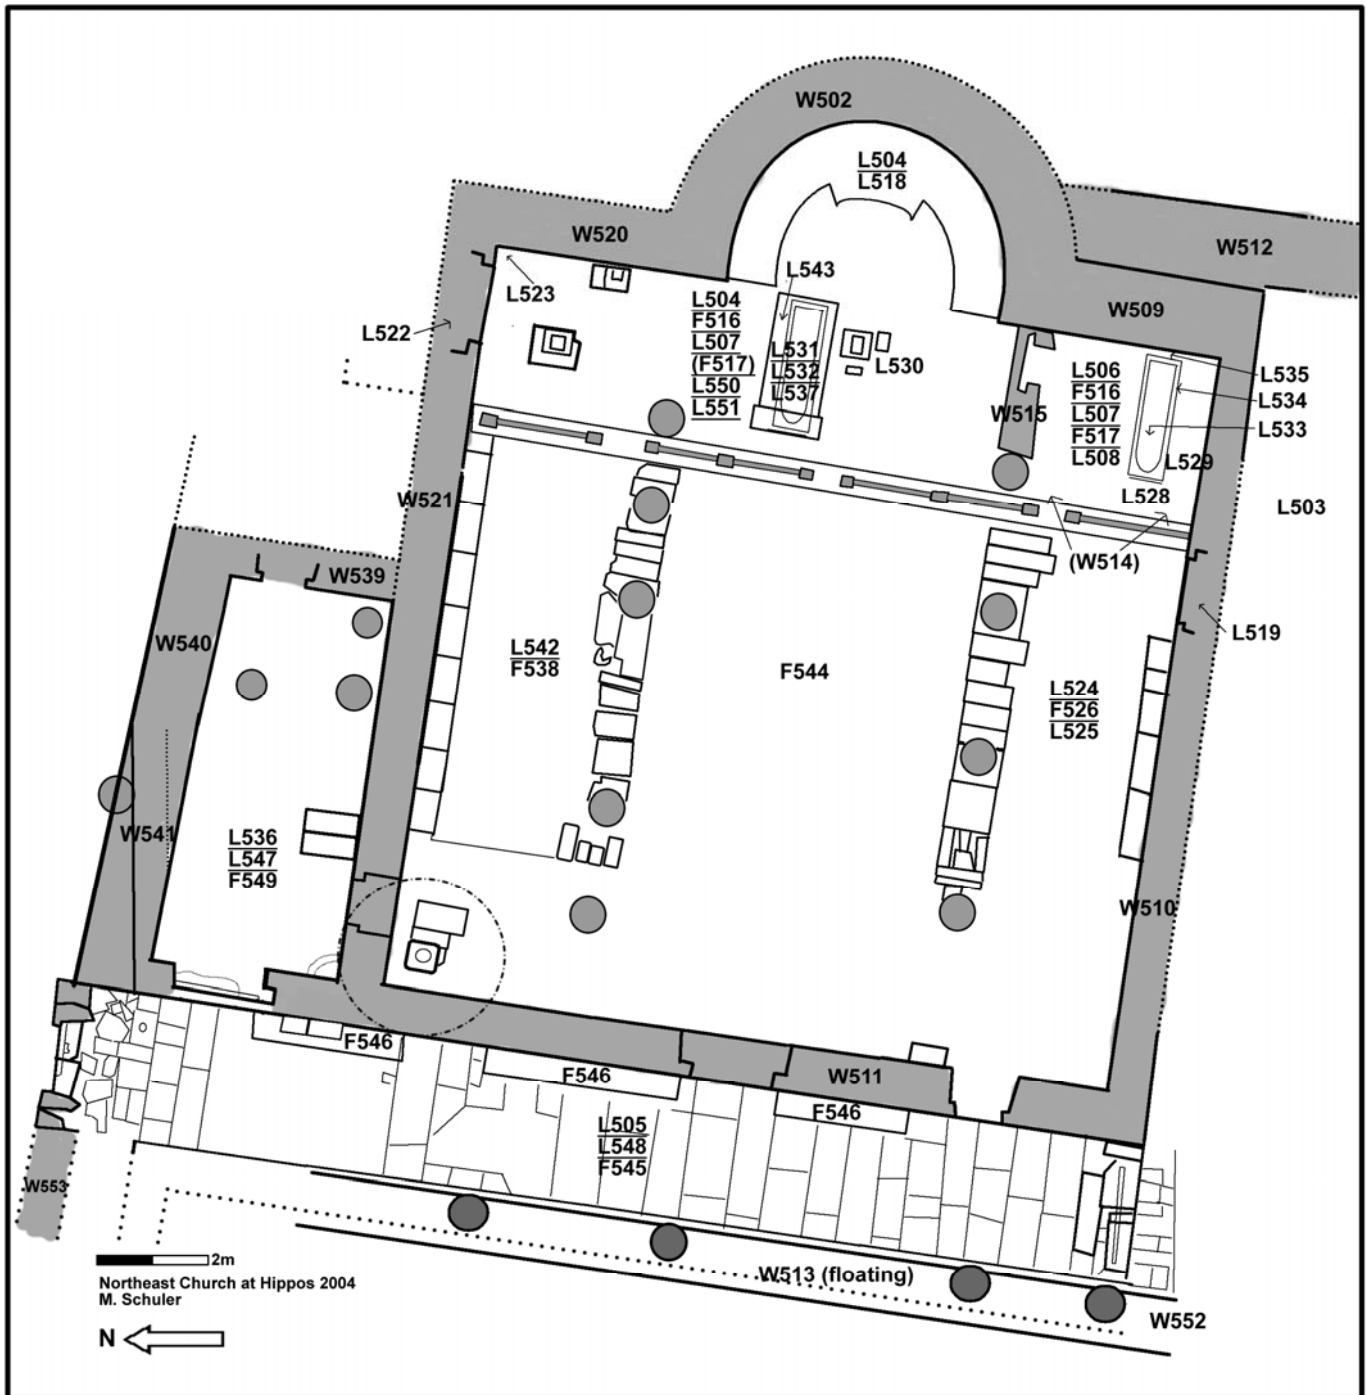 W502
L504
L518
W520
W512
L523
L543
L522
L504
F516
L507
(F517)
L550
L551
L531
L532
L537
L530
W509
W515
L506
F516
L507
F517
L508
L535
L534
L533
L529
L528
L503
W521
(W514)
W539
W540
L542
F538
F544
L519
L524
F526
L525
W541
L536
L547
F549
W510
F546
F546
W511
F546
L505
L548
F545
W553
W513 (floating)
W552
2m
Northeast Church at Hippos 2004
M. Schuler
N